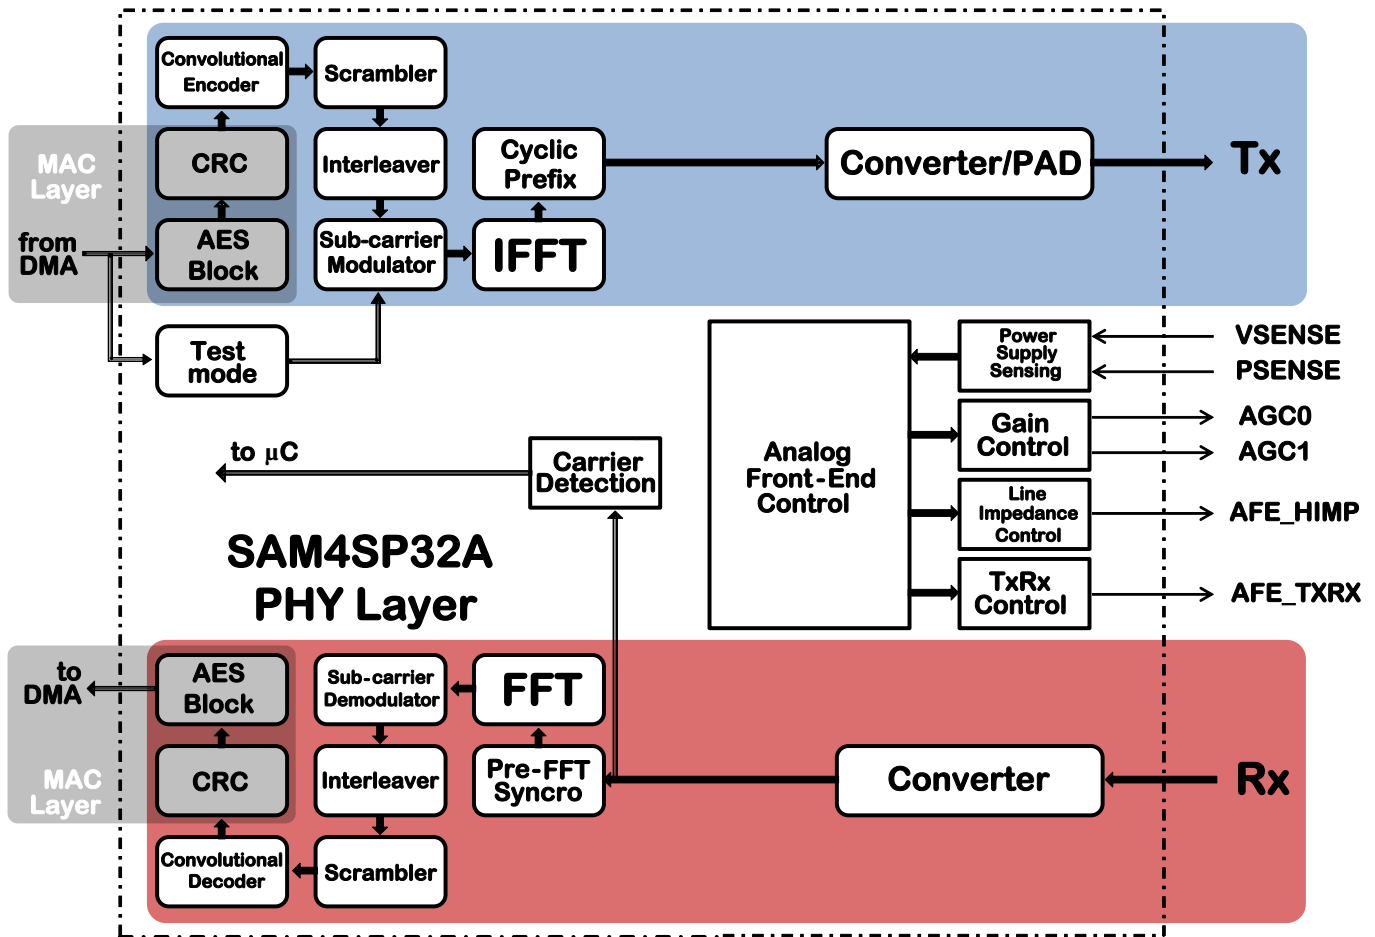 Convolutional
Encoder
Scrambler
MAC
Layer
CRC
Interleaver
Cyclic
Prefix
Converter/PAD
Tx
from
DMA
AES
Block
Sub-carrier
Modulator
IFFT
Test
mode
Power
Supply
Sensing
VSENSE
PSENSE
Analog
Front-End
Control
Gain
Control
AGC0
AGC1
to µC
Carrier
Detection
Line
Impedance
Control
AFE_HIMP
SAM4SP32A
PHY Layer
TxRx
Control
AFE_TXRX
to
DMA
AES
Block
Sub-carrier
Demodulator
FFT
MAC
Layer
CRC
Interleaver
Pre-FFT
Syncro
Converter
Rx
Convolutional
Decoder
Scrambler